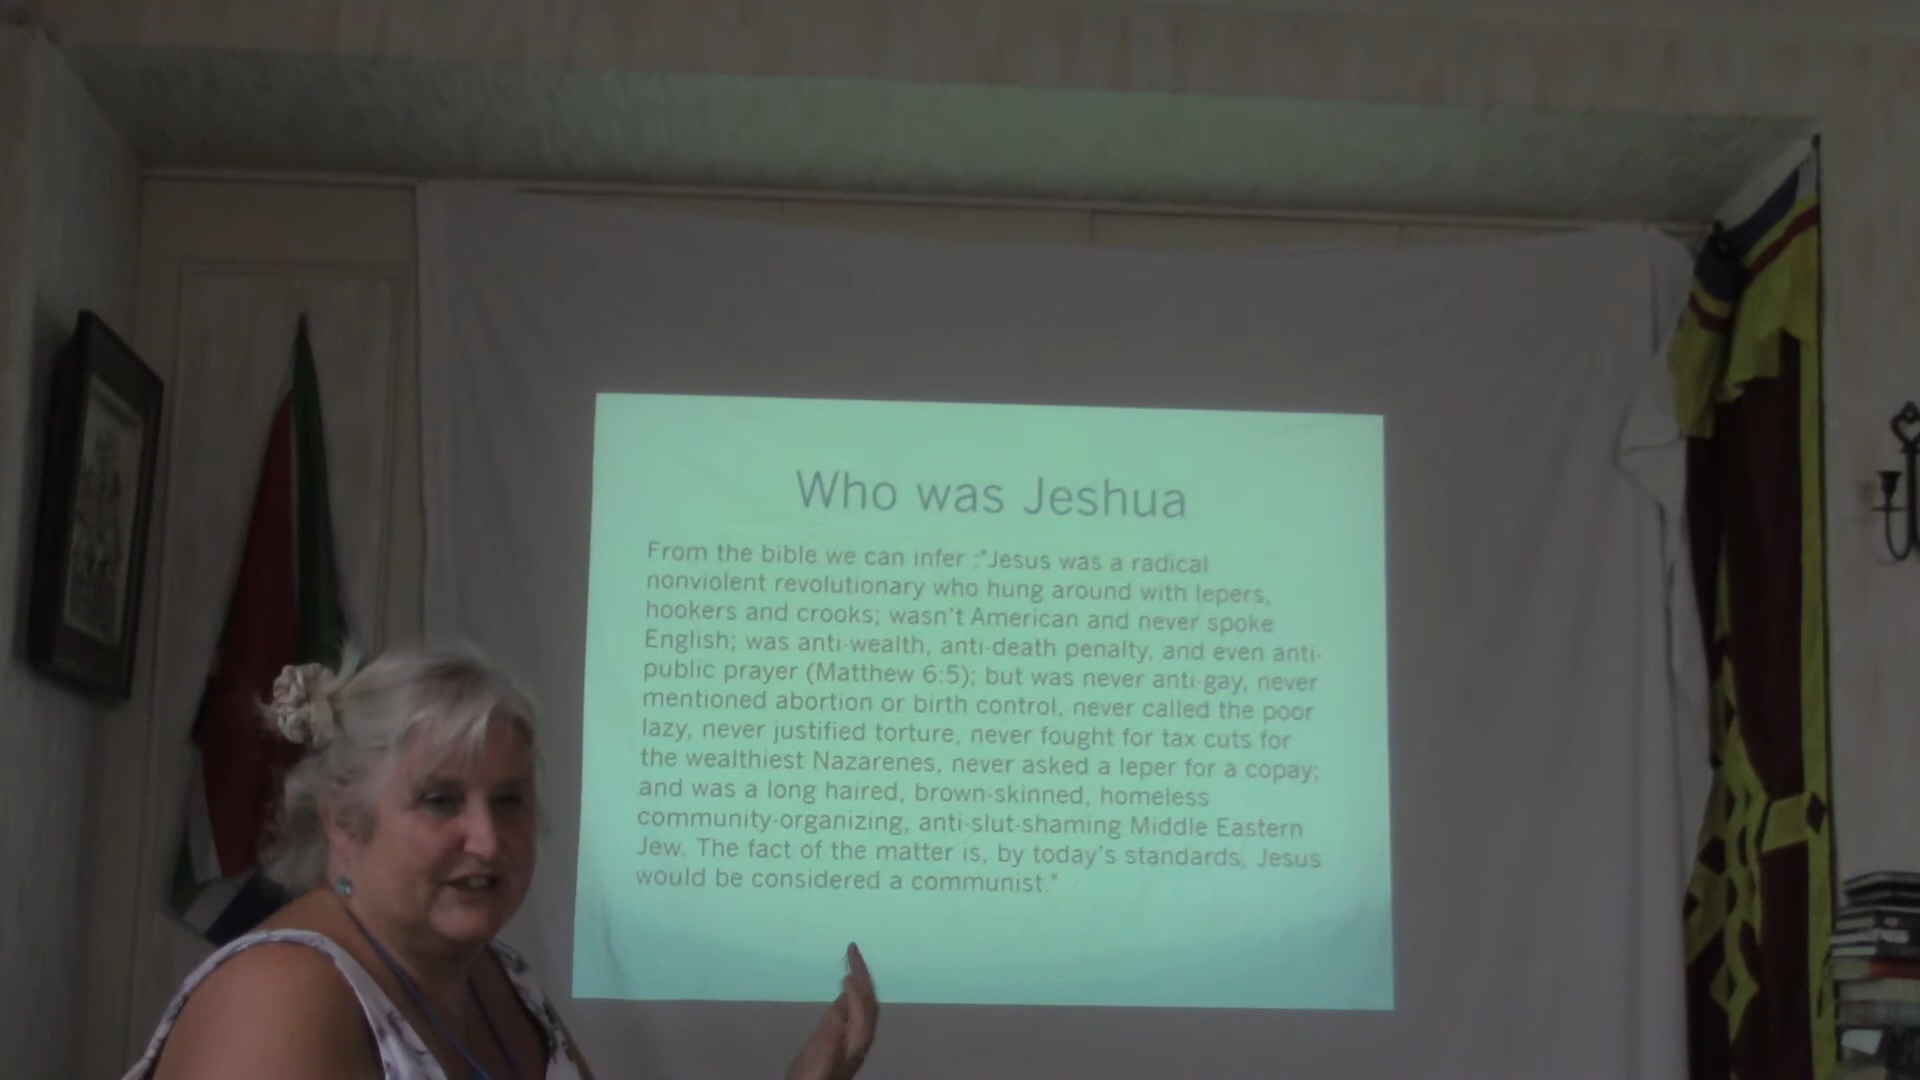 Who was Jeshua
From the bible we can infer :"Jesus was a radical
nonviolent revolutionary who hung around with lepers,
hookers and crooks; wasn't American and never spoke
English; was anti-wealth, anti-death penalty, and even anti-
public prayer (Matthew 6:5); but was never anti-gay, never
mentioned abortion or birth control, never called the poor
lazy, never justified torture, never fought for tax cuts for
the wealthiest Nazarenes, never asked a leper for a copay;
and was a long haired, brown-skinned, homeless
community-organizing, anti-slut-shaming Middle Eastern
Jew. The fact of the matter is, by today's standards, Jesus
would be considered a communist."